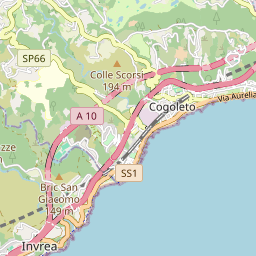 SP66
Colle Scorsi
194 m
Cogoleto
Via Aurelia
A 10
SS1
Bric San
Giacomo
149 m
Invrea